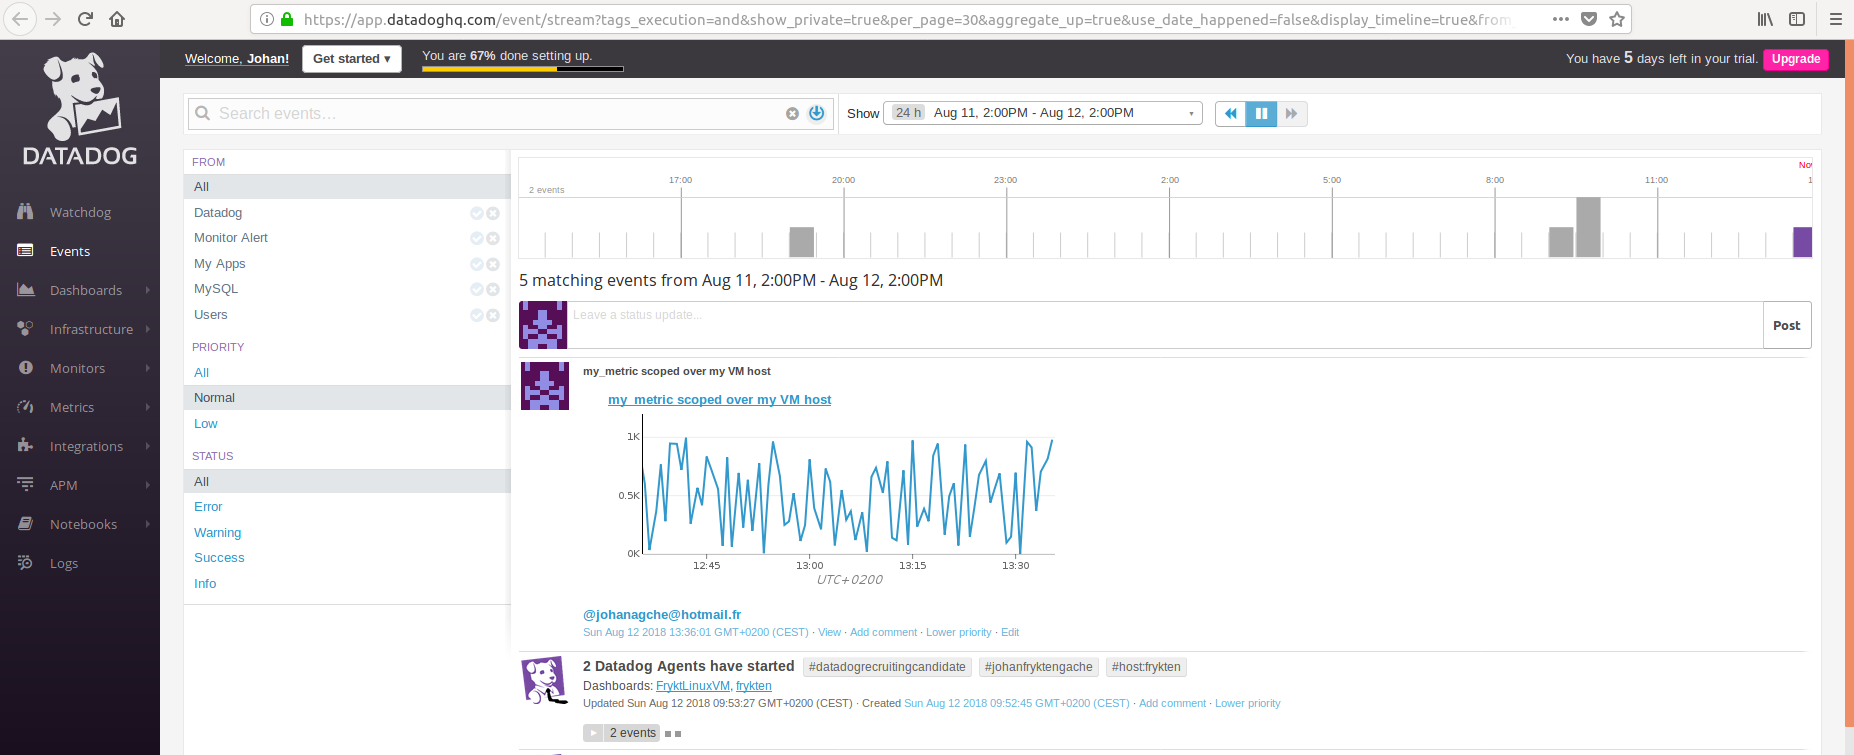 https://app.datadoghq.com/event/stream?tags_execution=and&show_private=true&per_page=30&aggregate_up=true&use_date_happened=false&display_timeline=true&from_
DATADOG
Welcome, Johan!
Get started ▾
You are 67% done setting up.
You have 5 days left in your trial.
Upgrade
Search events...
Show
24 h
Aug 11, 2:00PM - Aug 12, 2:00PM
Watchdog
Events
Dashboards
Infrastructure
Monitors
Metrics
Integrations
APM
Notebooks
Logs
FROM
All
Datadog
Monitor Alert
My Apps
MySQL
Users
PRIORITY
All
Normal
Low
STATUS
All
Error
Warning
Success
Info
2 events
17:00
20:00
23:00
2:00
5:00
8:00
11:00
5 matching events from Aug 11, 2:00PM - Aug 12, 2:00PM
Leave a status update...
Post
my_metric scoped over my VM host
my_metric scoped over my VM host
1K
0.5K
0K
12:45
13:00
13:15
13:30
UTC+0200
@johanagche@hotmail.fr
Sun Aug 12 2018 13:36:01 GMT+0200 (CEST) · View · Add comment · Lower priority · Edit
2 Datadog Agents have started #datadogrecruitingcandidate #johanfryktengache #host:frykten
Dashboards: FryktLinuxVM, frykten
Updated Sun Aug 12 2018 09:53:27 GMT+0200 (CEST) · Created Sun Aug 12 2018 09:52:45 GMT+0200 (CEST) · Add comment · Lower priority
2 events